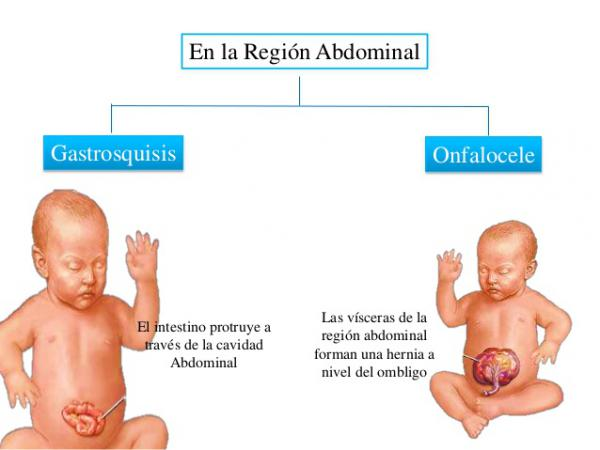 En la Región Abdominal
Gastrosquisis
Onfalocele
El intestino protruye a
través de la cavidad
Abdominal
Las vísceras de la
región abdominal
forman una hernia a
nivel del ombligo